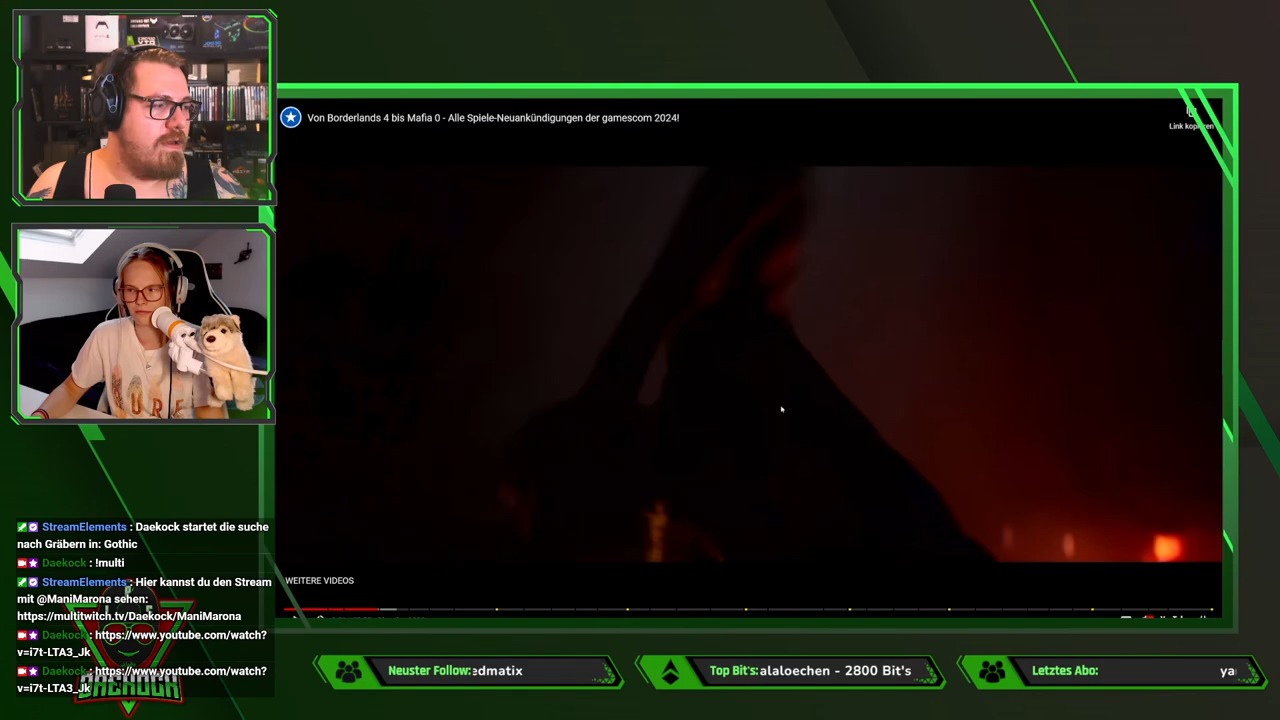 Von Borderlands 4 bis Mafia 0 - Alle Spiele-Neuankündigungen der gamescom 2024!
Link kopieren
WEITERE VIDEOS
StreamElements : Daekock startet die suche
nach Gräbern in: Gothic
Daekock : !multi
StreamElements : Hier kannst du den Stream
mit @ManiMarona sehen:
https://multitwitch.tv/Daekock/ManiMarona
Daekock : https://www.youtube.com/watch?
v=i7t-LTA3_Jk
Daekock : https://www.youtube.com/watch?
v=i7t-LTA3_Jk
DAEKOCK
Neuster Follow: edmatix
Top Bit's: alaloechen - 2800 Bit's
Letztes Abo: ya